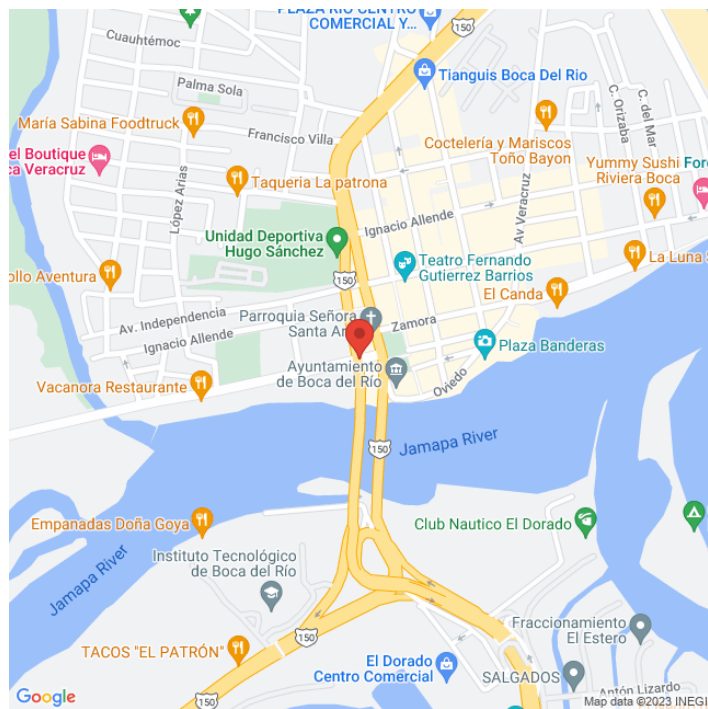 PLAZA RIO CENTRO
COMERCIAL Y...
150
Cuauhtémoc
Tianguis Boca Del Rio
Palma Sola
C. Orizaba
C. del Mar
María Sabina Foodtruck
Francisco Villa
Coctelería y Mariscos
Toño Bayon
el Boutique
ca Veracruz
Yummy Sushi
Riviera Boca
For
Taqueria La patrona
López Arias
Av Veracruz
Ignacio Allende
Unidad Deportiva
Hugo Sánchez
Teatro Fernando
Gutierrez Barrios
La Luna S
ollo Aventura
150
El Canda
Av. Independencia
Parroquia Señora
Santa An
Zamora
Ignacio Allende
Plaza Banderas
Ayuntamiento
de Boca del Río
Vacanora Restaurante
Oviedo
150
Jamapa River
Empanadas Doña Goya
Club Nautico El Dorado
Instituto Tecnológico
de Boca del Río
Jamapa River
Fraccionamiento
El Estero
150
TACOS "EL PATRÓN"
El Dorado
Centro Comercial
SALGADOS
Antón Lizardo
Google
Map data ©2023 INEGI